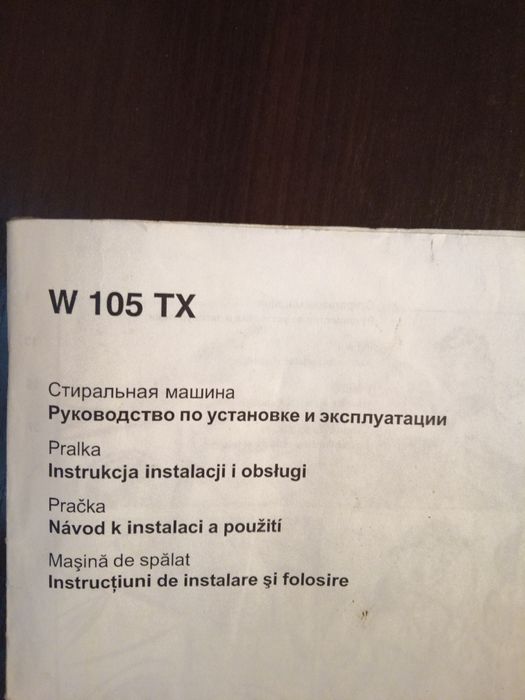 W 105 TX
Стиральная машина
Руководство по установке и эксплуатации
Pralka
Instrukcja instalacji i obsługi
Pračka
Návod k instalaci a použití
Maşină de spălat
Instrucţiuni de instalare şi folosire